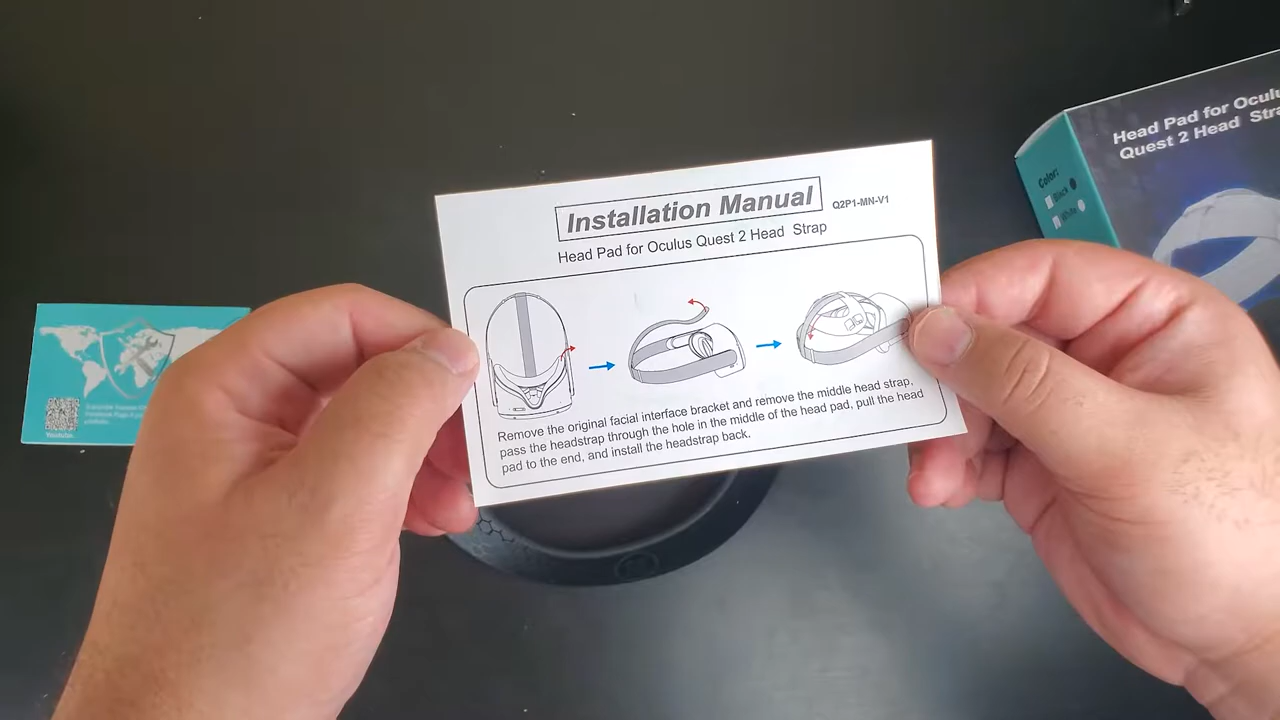 Installation Manual
Q2P1-MN-V1
Head Pad for Oculus Quest 2 Head Strap
Remove the original facial interface bracket and remove the middle head strap,
pass the headstrap through the hole in the middle of the head pad, pull the head
pad to the end, and install the headstrap back.
Head Pad for Ocul
Quest 2 Head Stra
Color:
Black
White
Youtube.